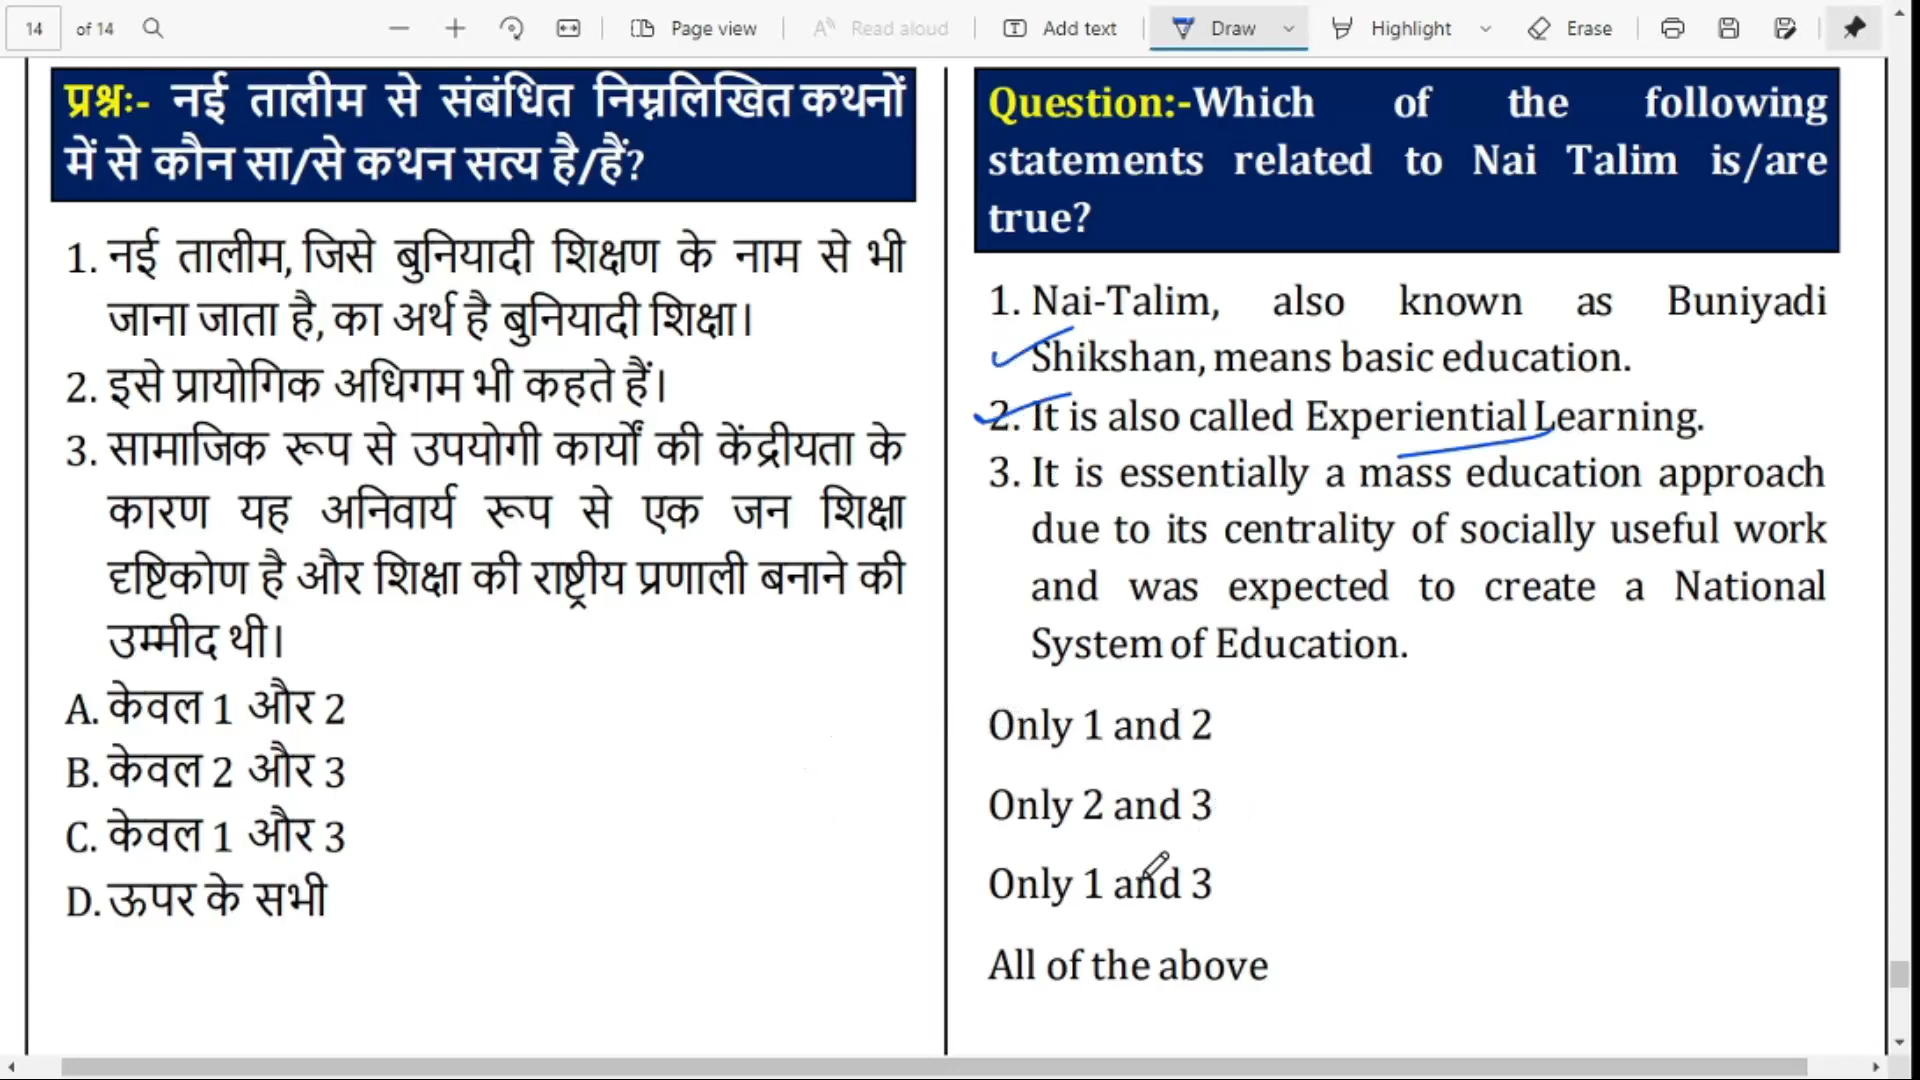 14 of 14 Page view Read aloud Add text Draw Highlight Erase
प्रश्नः- नई तालीम से संबंधित निम्नलिखित कथनों
में से कौन सा/से कथन सत्य है/हैं?
1. नई तालीम, जिसे बुनियादी शिक्षण के नाम से भी
जाना जाता है, का अर्थ है बुनियादी शिक्षा।
2. इसे प्रायोगिक अधिगम भी कहते हैं।
3. सामाजिक रूप से उपयोगी कार्यों की केंद्रीयता के
कारण यह अनिवार्य रूप से एक जन शिक्षा
दृष्टिकोण है और शिक्षा की राष्ट्रीय प्रणाली बनाने की
उम्मीद थी।
A. केवल 1 और 2
B. केवल 2 और 3
C. केवल 1 और 3
D. ऊपर के सभी
Question:-Which of the following
statements related to Nai Talim is/are
true?
1. Nai-Talim, also known as Buniyadi
Shikshan, means basic education.
2. It is also called Experiential Learning.
3. It is essentially a mass education approach
due to its centrality of socially useful work
and was expected to create a National
System of Education.
Only 1 and 2
Only 2 and 3
Only 1 and 3
All of the above